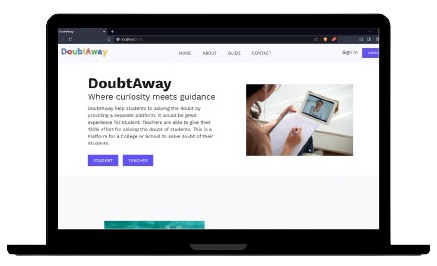 DoubtAway
localhost
DoubtAway
HOME ABOUT GUIDE CONTACT Sign In
DoubtAway
Where curiosity meets guidance
DoubtAway help students to solving the doubt by
providing a separate platform. It would be great
experience for student. Teachers are able to give their
100% effort for solving the doubt of students. This is a
Platform for a College or School to solve doubt of their
Students.
STUDENT TEACHER